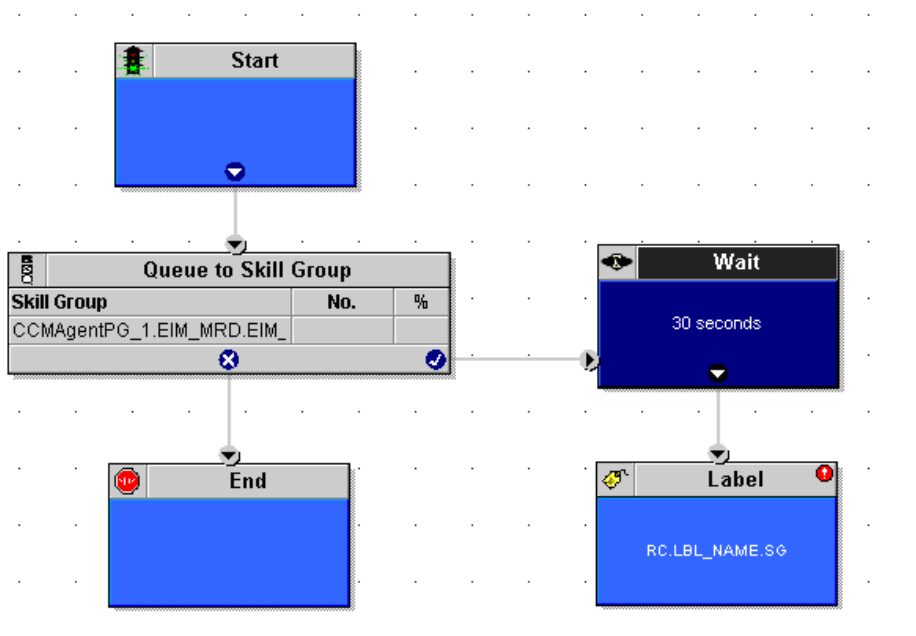 Start
Queue to Skill Group
Skill Group No. %
CCMAgentPG_1.EIM_MRD.EIM_
Wait
30 seconds
End
Label
RC.LBL_NAME.SG